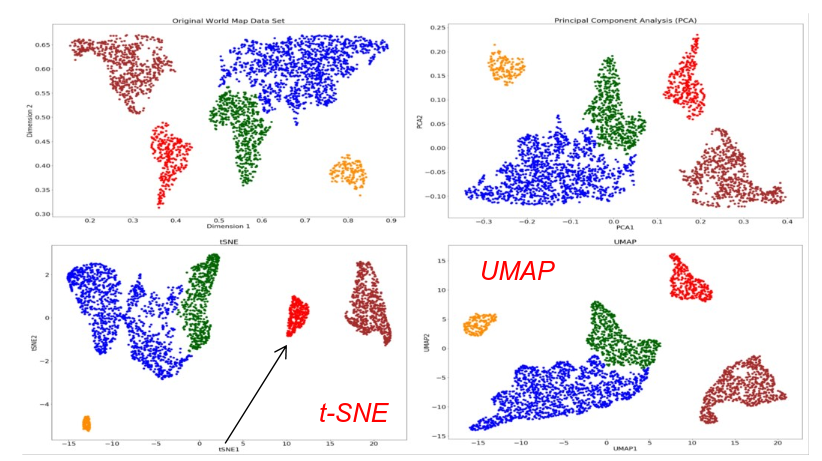 Original World Map Data Set
0.65
0.60
0.55
0.50
0.45
0.40
0.35
0.30
Dimension 2
0.2 0.3 0.4 0.5 0.6 0.7 0.8 0.9
Dimension 1
Principal Component Analysis (PCA)
0.25
0.20
0.15
0.10
0.05
0.00
−0.05
−0.10
PCA2
−0.3 −0.2 −0.1 0.0 0.1 0.2 0.3 0.4
PCA1
tSNE
2
0
−2
−4
tSNE2
t-SNE
−15 −10 −5 0 5 10 15 20
tSNE1
UMAP
UMAP
15
10
5
0
−5
−10
−15
UMAP2
−15 −10 −5 0 5 10 15 20
UMAP1